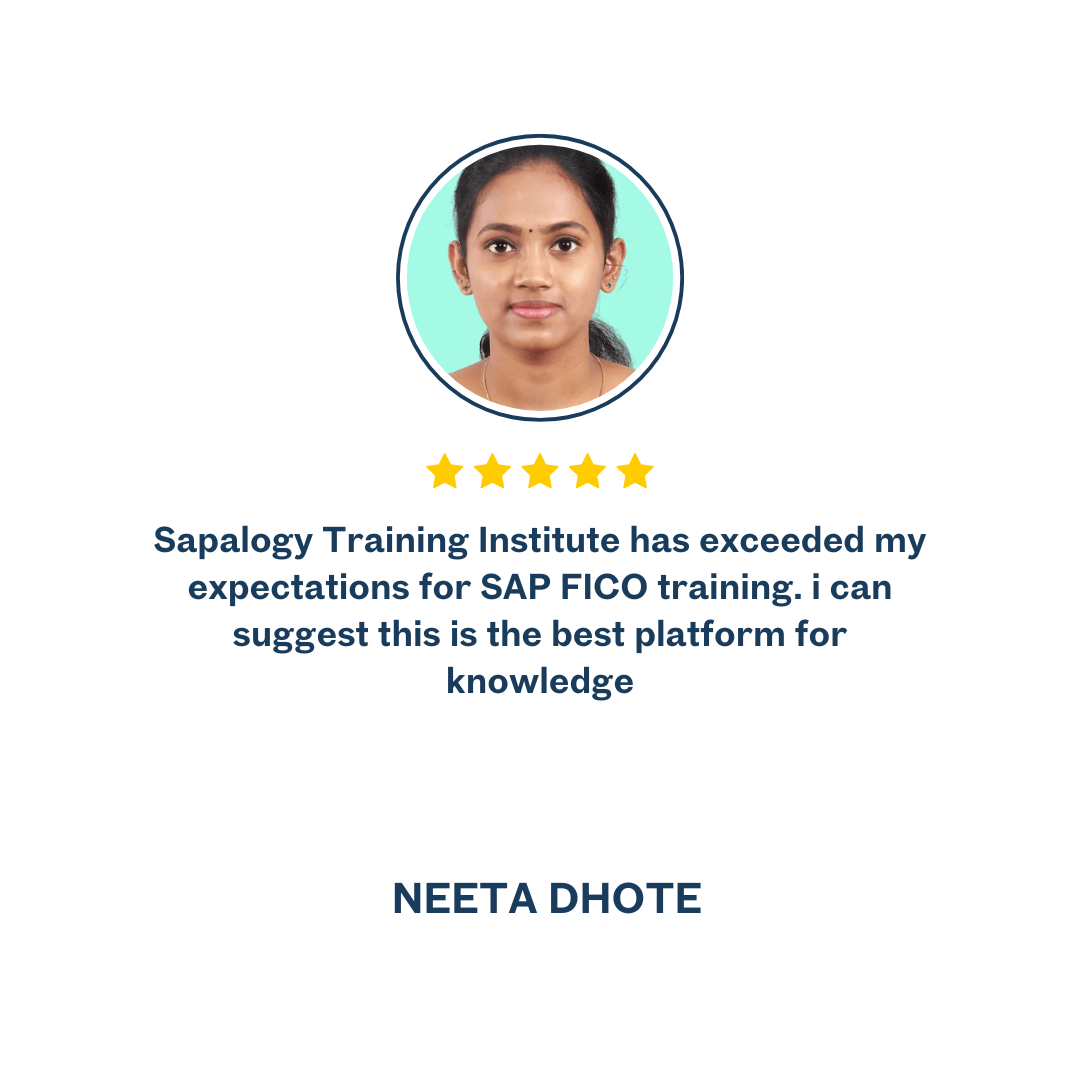 Sapalogy Training Institute has exceeded my
expectations for SAP FICO training. i can
suggest this is the best platform for
knowledge
NEETA DHOTE